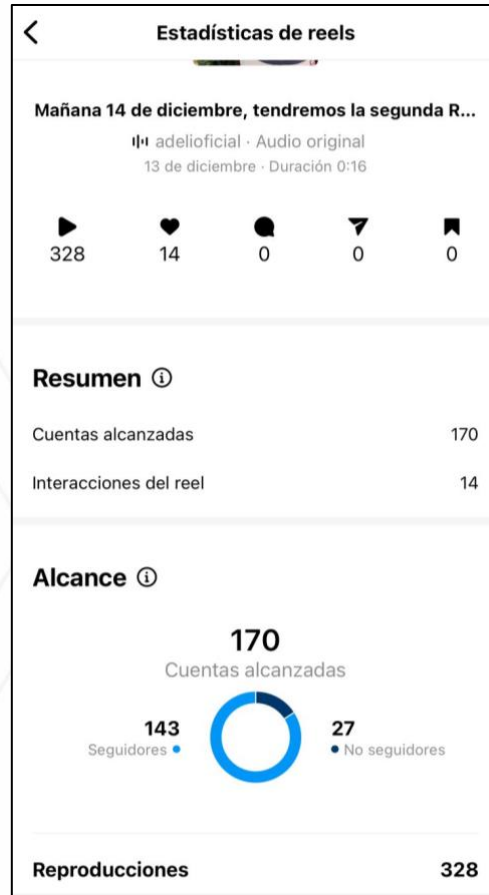 Estadísticas de reels
Mañana 14 de diciembre, tendremos la segunda R...
adelioficial · Audio original
13 de diciembre · Duración 0:16
328 14 0 0 0
Resumen
Cuentas alcanzadas 170
Interacciones del reel 14
Alcance
170
Cuentas alcanzadas
143 27
Seguidores No seguidores
Reproducciones 328